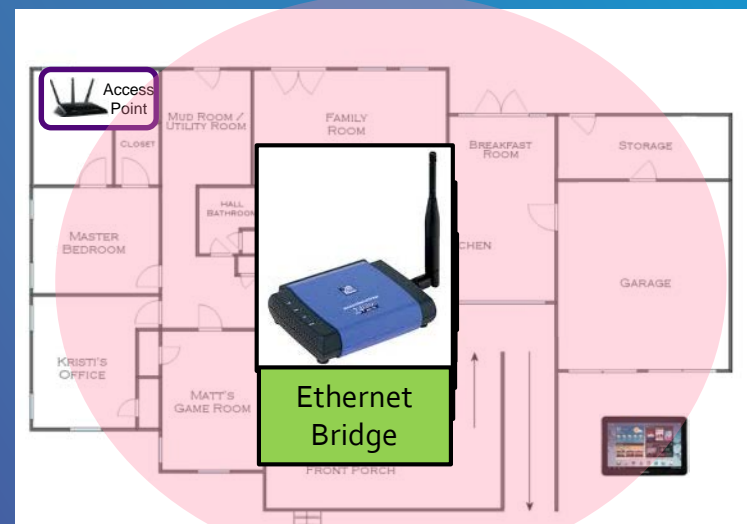 Access
Point
MUD ROOM /
UTILITY ROOM
FAMILY
ROOM
CLOSET
BREAKFAST
ROOM
STORAGE
HALL
BATHROOM
MASTER
BEDROOM
CHEN
GARAGE
KRISTI'S
OFFICE
MATT'S
GAME ROOM
Ethernet
Bridge
FRONT PORCH